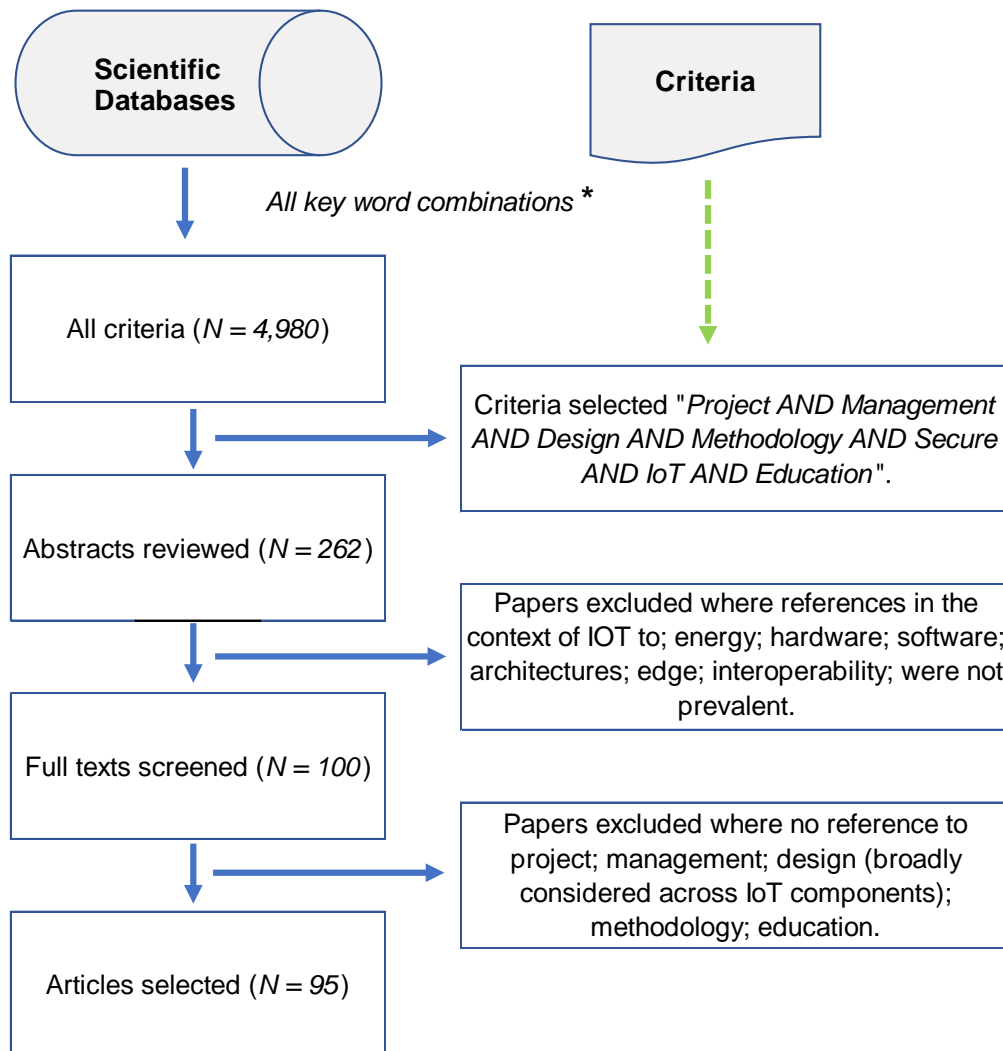 Scientific
Databases
Criteria
All key word combinations *
All criteria (N = 4,980)
Criteria selected "Project AND Management
AND Design AND Methodology AND Secure
AND IoT AND Education".
Abstracts reviewed (N = 262)
Papers excluded where references in the
context of IOT to; energy; hardware; software;
architectures; edge; interoperability; were not
prevalent.
Full texts screened (N = 100)
Papers excluded where no reference to
project; management; design (broadly
considered across IoT components);
methodology; education.
Articles selected (N = 95)